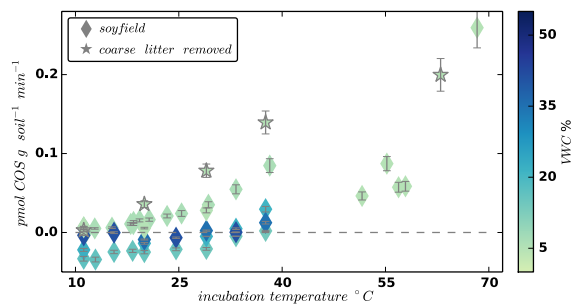 soyfield
coarse litter removed
0.2
0.1
0.0
pmol COS g soil⁻¹ min⁻¹
10
25
40
55
70
incubation temperature °C
50
35
20
5
VWC %